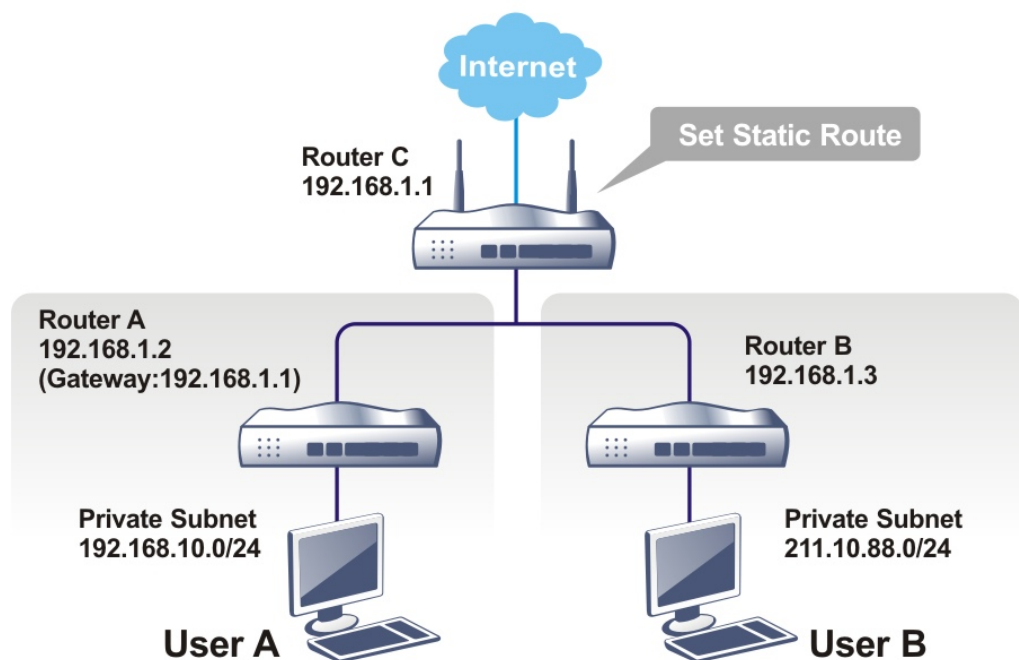 Internet
Set Static Route
Router C
192.168.1.1
Router A
192.168.1.2
(Gateway:192.168.1.1)
Router B
192.168.1.3
Private Subnet
192.168.10.0/24
Private Subnet
211.10.88.0/24
User A
User B